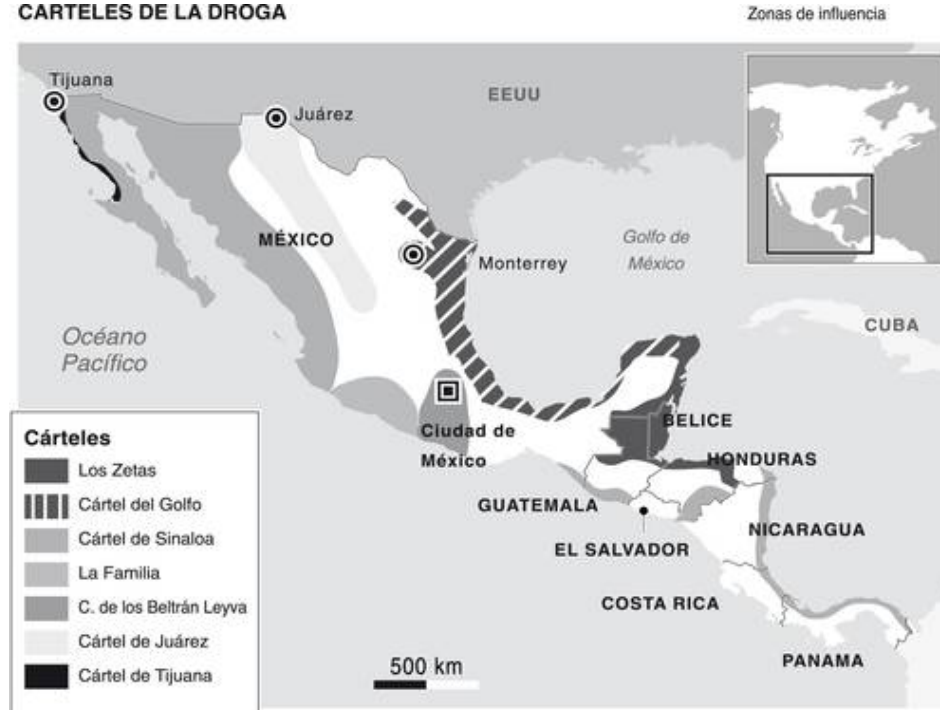 CARTELES DE LA DROGA
Zonas de influencia
Tijuana
Juárez
EEUU
MÉXICO
Monterrey
Golfo de
México
CUBA
Océano
Pacífico
Ciudad de
México
BELICE
HONDURAS
GUATEMALA
NICARAGUA
EL SALVADOR
COSTA RICA
PANAMA
500 km
Cárteles
Los Zetas
Cártel del Golfo
Cártel de Sinaloa
La Familia
C. de los Beltrán Leyva
Cártel de Juárez
Cártel de Tijuana